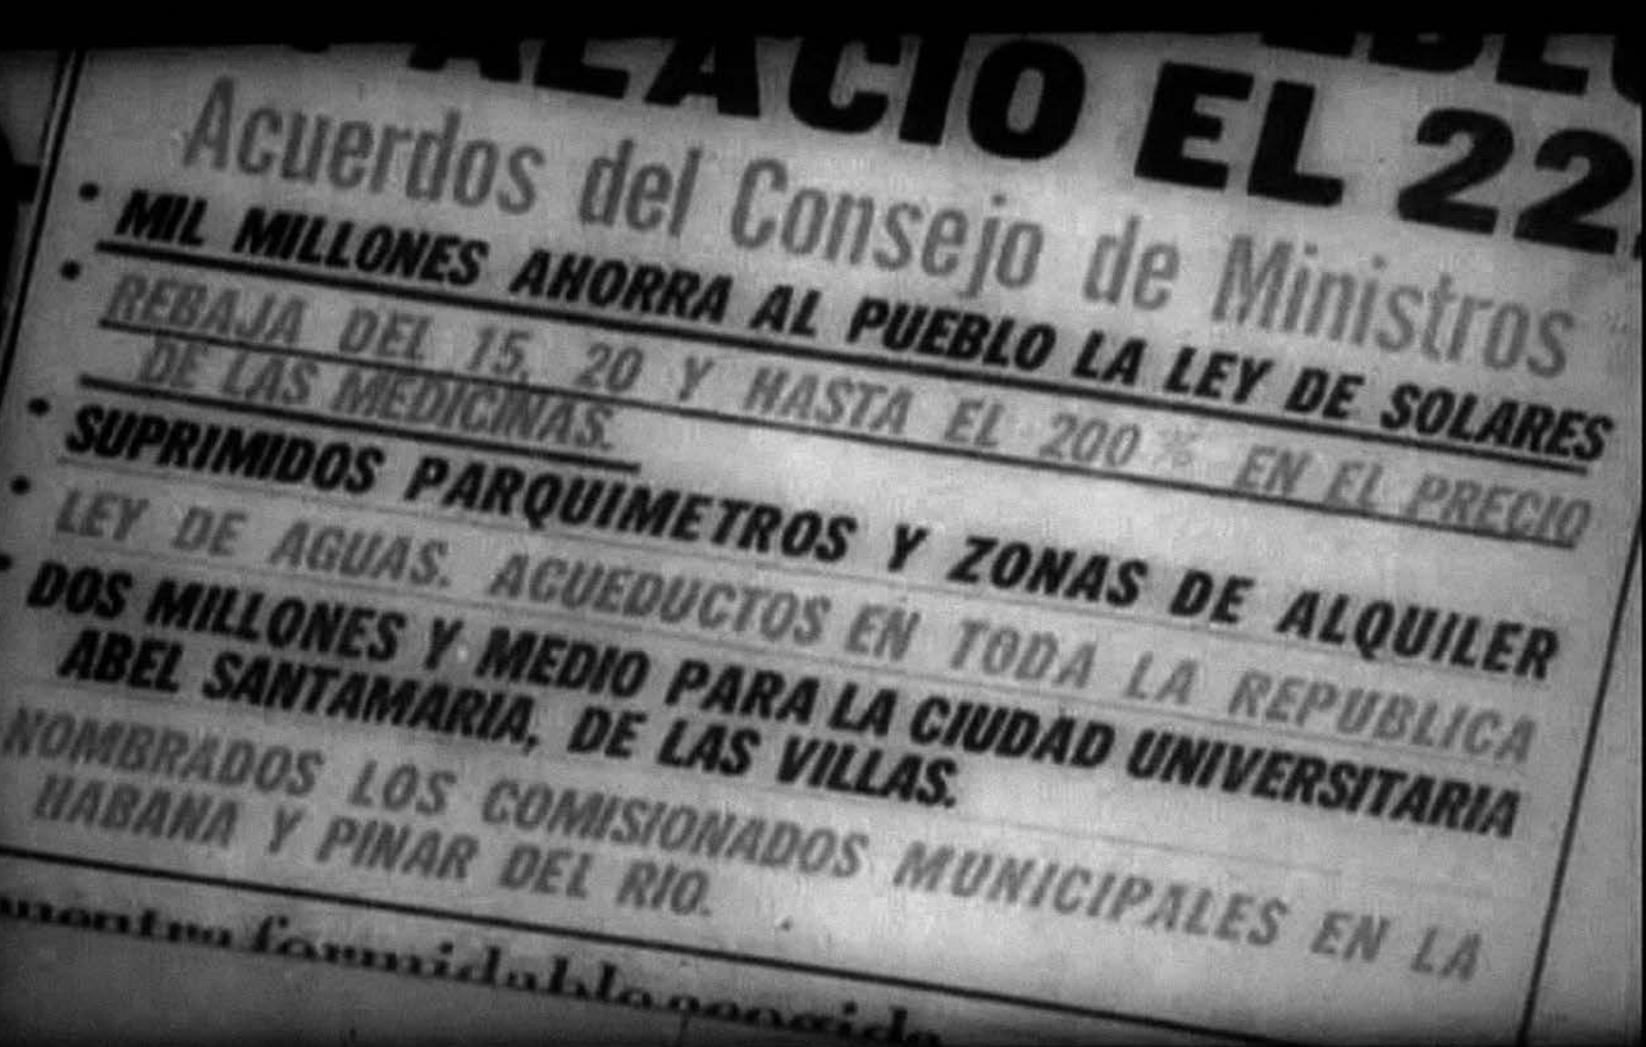 PALACIO EL 22.
Acuerdos del Consejo de Ministros
• MIL MILLONES AHORRA AL PUEBLO LA LEY DE SOLARES
• REBAJA DEL 15, 20 Y HASTA EL 200% EN EL PRECIO
DE LAS MEDICINAS.
• SUPRIMIDOS PARQUIMETROS Y ZONAS DE ALQUILER
• LEY DE AGUAS. ACUEDUCTOS EN TODA LA REPUBLICA
• DOS MILLONES Y MEDIO PARA LA CIUDAD UNIVERSITARIA
ABEL SANTAMARIA, DE LAS VILLAS.
NOMBRADOS LOS COMISIONADOS MUNICIPALES EN LA
HABANA Y PINAR DEL RIO.
formidable acogida